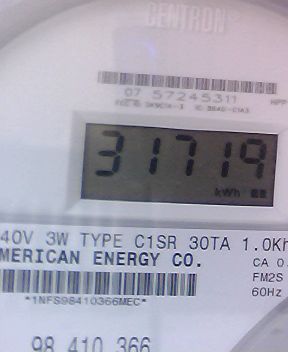 CENTRON
07 57245311
31719
kWh
40V 3W TYPE C1SR 30TA 1.0Kh
MERICAN ENERGY CO.
CA 0.
FM2S
60Hz
*1NFS98410366MEC*
98 410 366